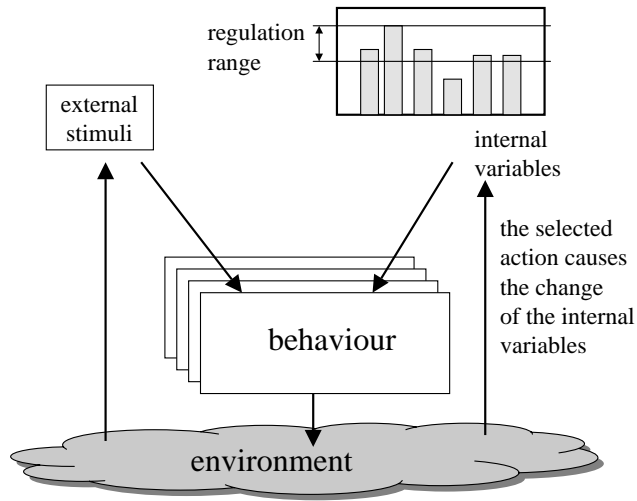 regulation
range
external
stimuli
internal
variables
the selected
action causes
the change
of the internal
variables
behaviour
environment